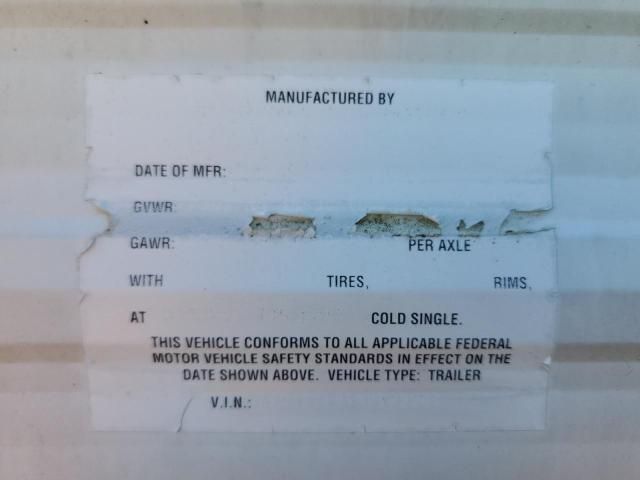 MANUFACTURED BY
DATE OF MFR:
GVWR:
GAWR: PER AXLE
WITH TIRES, RIMS,
AT COLD SINGLE.
THIS VEHICLE CONFORMS TO ALL APPLICABLE FEDERAL
MOTOR VEHICLE SAFETY STANDARDS IN EFFECT ON THE
DATE SHOWN ABOVE. VEHICLE TYPE: TRAILER
V.I.N.: